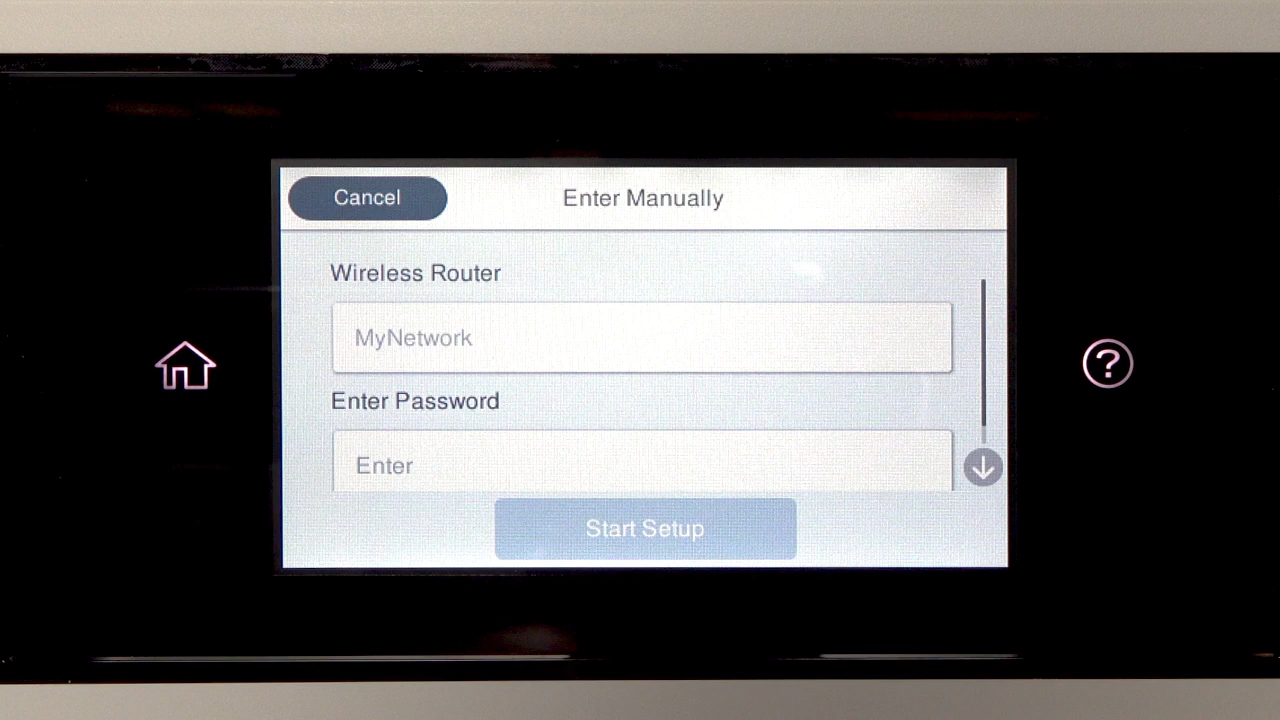 Cancel
Enter Manually
Wireless Router
MyNetwork
Enter Password
Enter
Start Setup
?